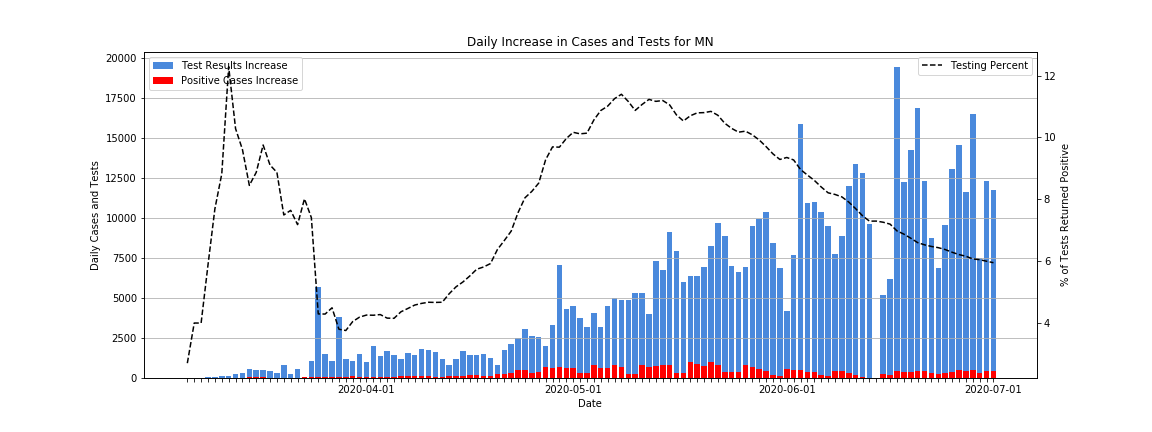 Daily Increase in Cases and Tests for MN
Test Results Increase
Positive Cases Increase
Testing Percent
20000
17500
15000
12500
10000
7500
5000
2500
0
Daily Cases and Tests
12
10
8
6
4
% of Tests Returned Positive
2020-04-01
2020-05-01
2020-06-01
2020-07-01
Date